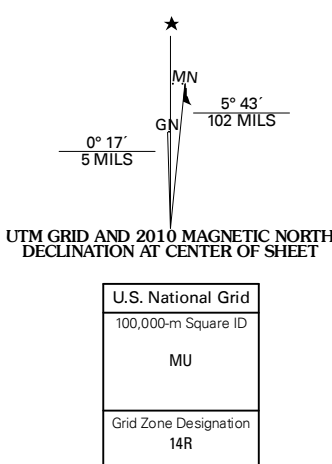 MN
5° 43´
102 MILS
GN
0° 17´
5 MILS
UTM GRID AND 2010 MAGNETIC NORTH
DECLINATION AT CENTER OF SHEET
U.S. National Grid
100,000-m Square ID
MU
Grid Zone Designation
14R